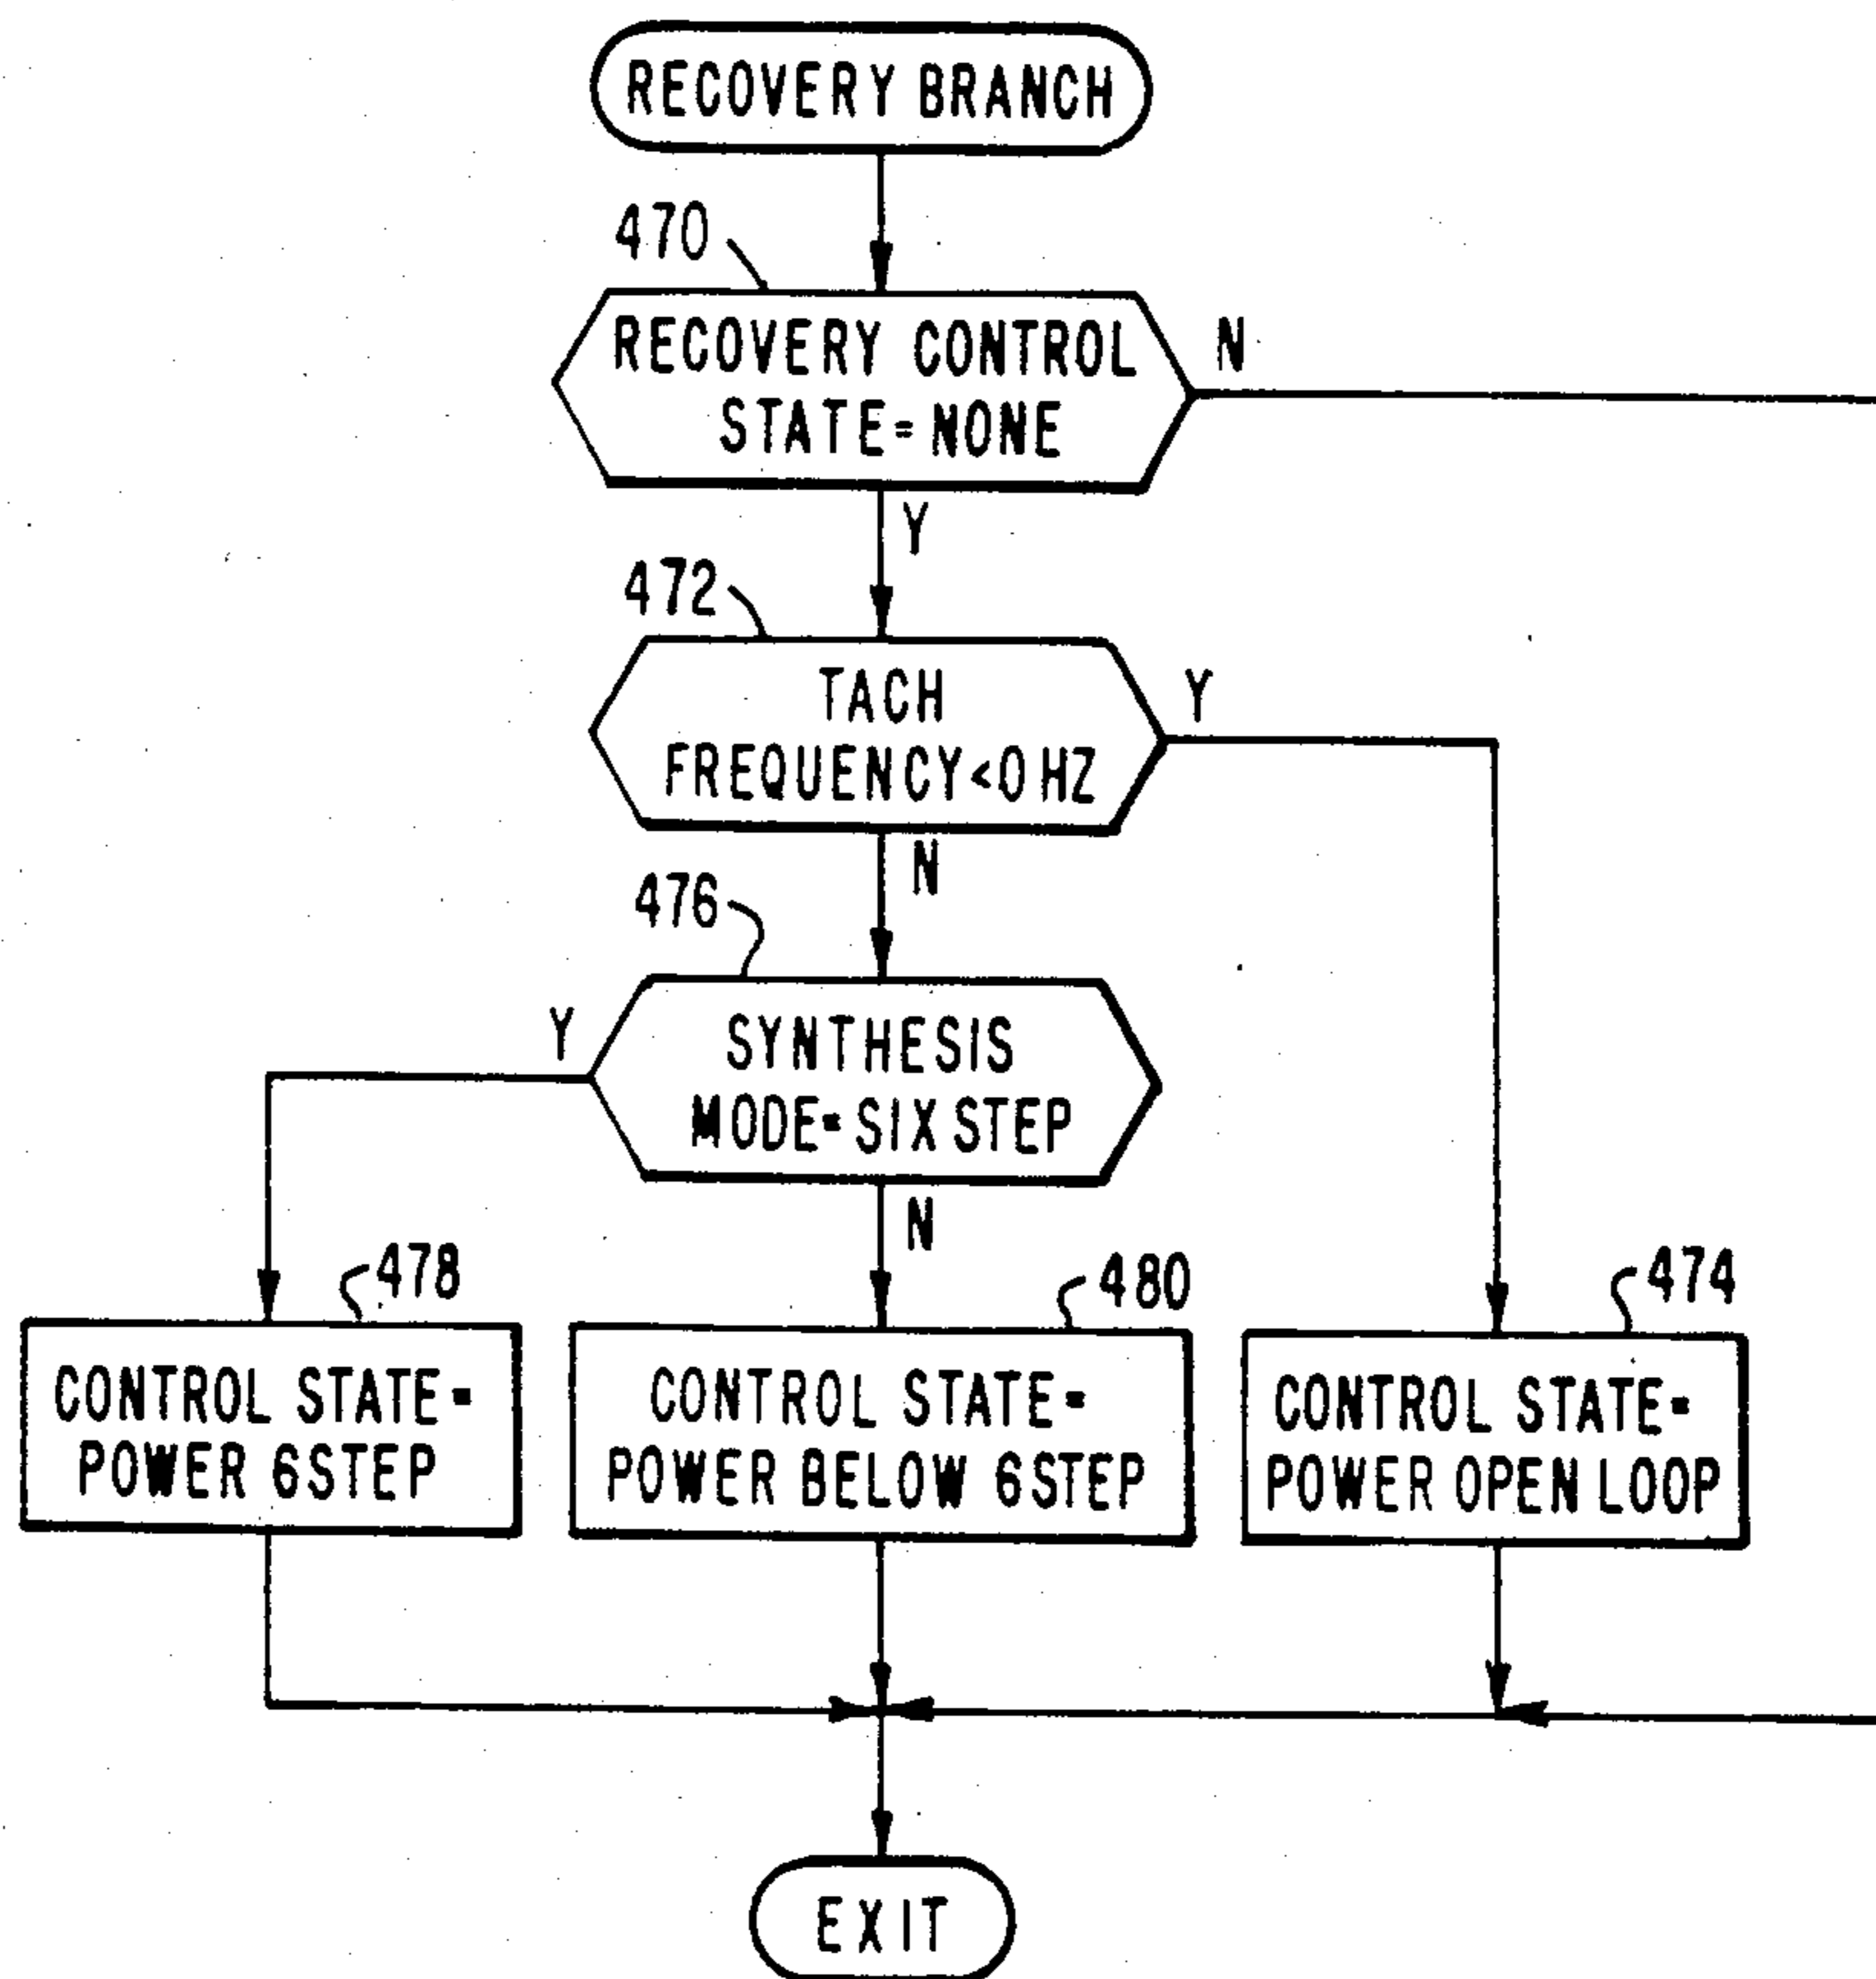 RECOVERY BRANCH
470
RECOVERY CONTROL
STATE=NONE
N
Y
472
TACH
FREQUENCY<0 HZ
Y
N
476
SYNTHESIS
MODE=SIX STEP
Y
N
478
CONTROL STATE=
POWER 6STEP
480
CONTROL STATE=
POWER BELOW 6STEP
474
CONTROL STATE=
POWER OPEN LOOP
EXIT